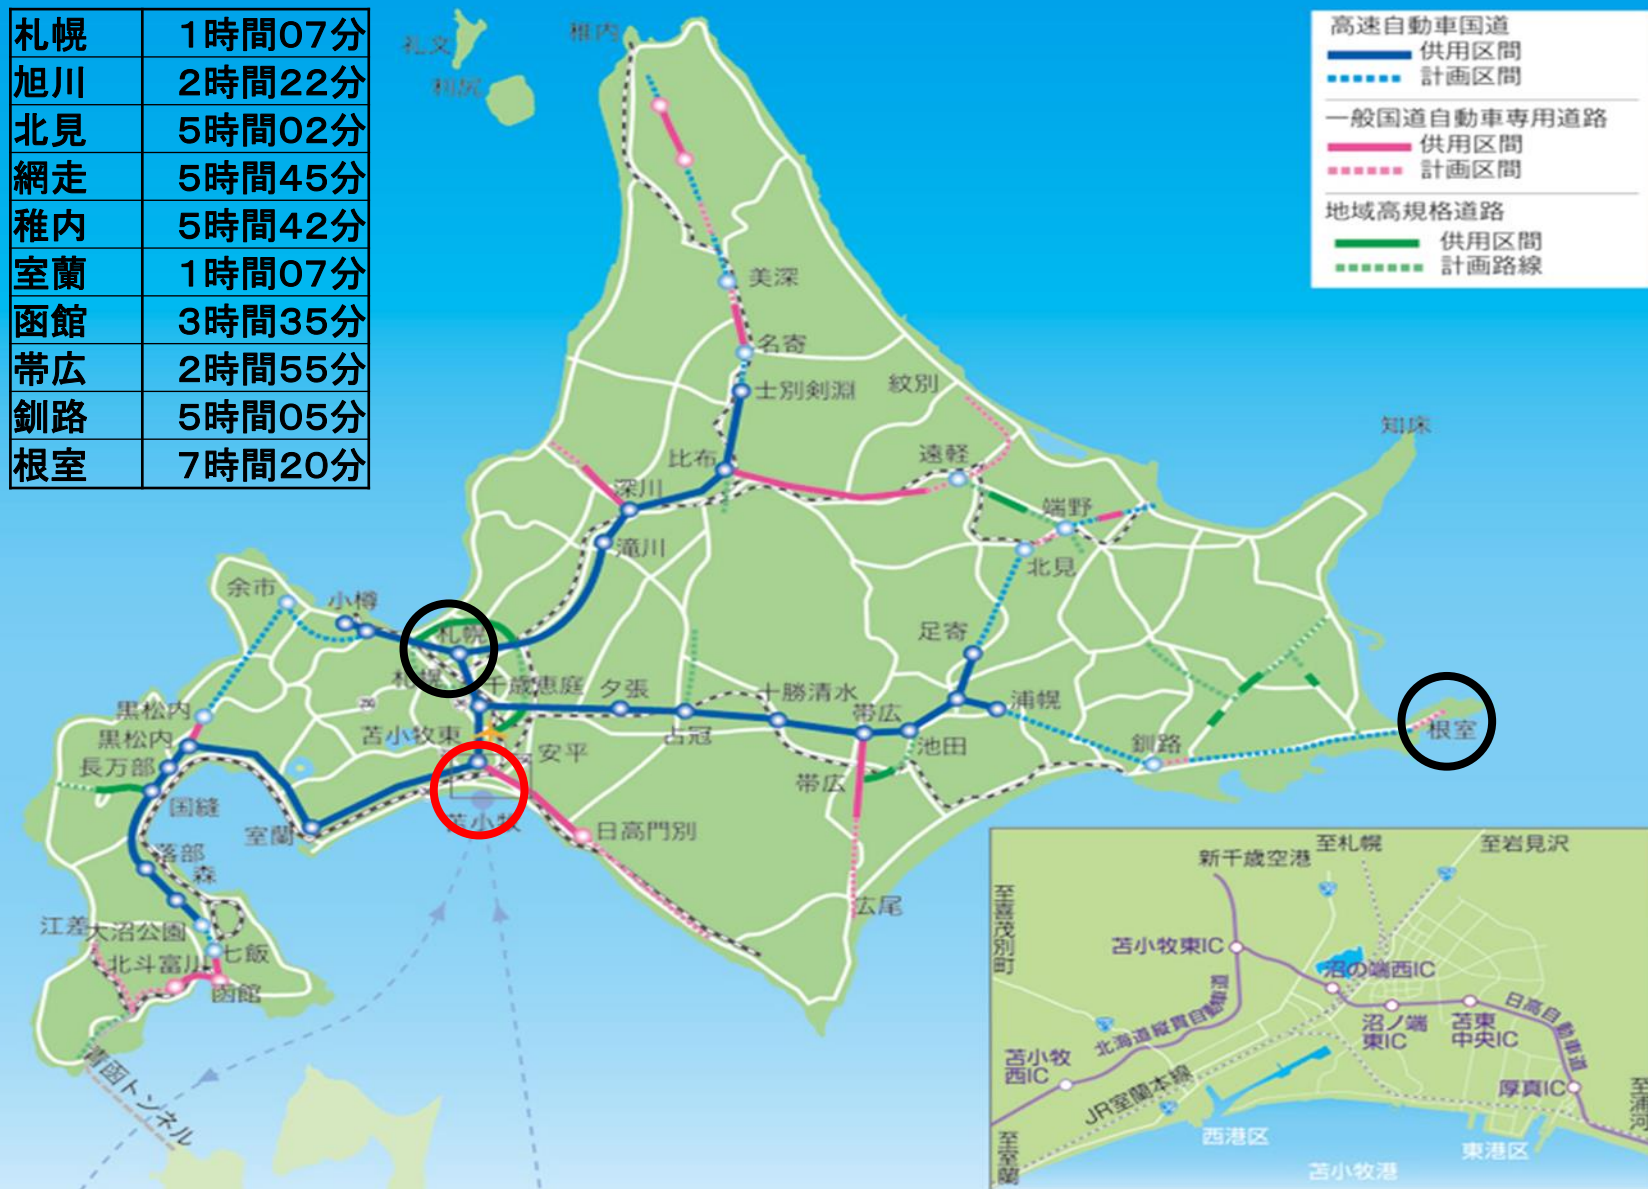 札幌 1時間07分
旭川 2時間22分
北見 5時間02分
網走 5時間45分
稚内 5時間42分
室蘭 1時間07分
函館 3時間35分
帯広 2時間55分
釧路 5時間05分
根室 7時間20分
高速自動車国道
供用区間
計画区間
一般国道自動車専用道路
供用区間
計画区間
地域高規格道路
供用区間
計画路線
礼文
利尻
稚内
美深
名寄
士別剣淵
紋別
知床
比布
遠軽
深川
端野
滝川
北見
余市
小樽
札幌
足寄
札幌
千歳恵庭
夕張
十勝清水
浦幌
黒松内
帯広
根室
黒松内
苫小牧東
安平
占冠
池田
釧路
長万部
帯広
国縫
室蘭
苫小牧
日高門別
落部
森
広尾
江差
大沼公園
七飯
北斗富川
函館
青函トンネル
新千歳空港
至札幌
至岩見沢
至喜茂別町
苫小牧東IC
沼の端西IC
北海道縦貫自動車道
沼ノ端
東IC
苫東
中央IC
日高自動車道
苫小牧
西IC
厚真IC
JR室蘭本線
至浦河
至室蘭
西港区
東港区
苫小牧港